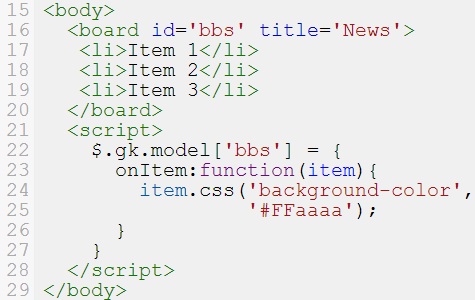 15 <body>
16   <board id='bbs' title='News'>
17    <li>Item 1</li>
18    <li>Item 2</li>
19    <li>Item 3</li>
20   </board>
21   <script>
22     $.gk.model['bbs'] = {
23       onItem:function(item){
24         item.css('background-color',
25                  '#FFaaaa');
26       }
27     }
28   </script>
29 </body>